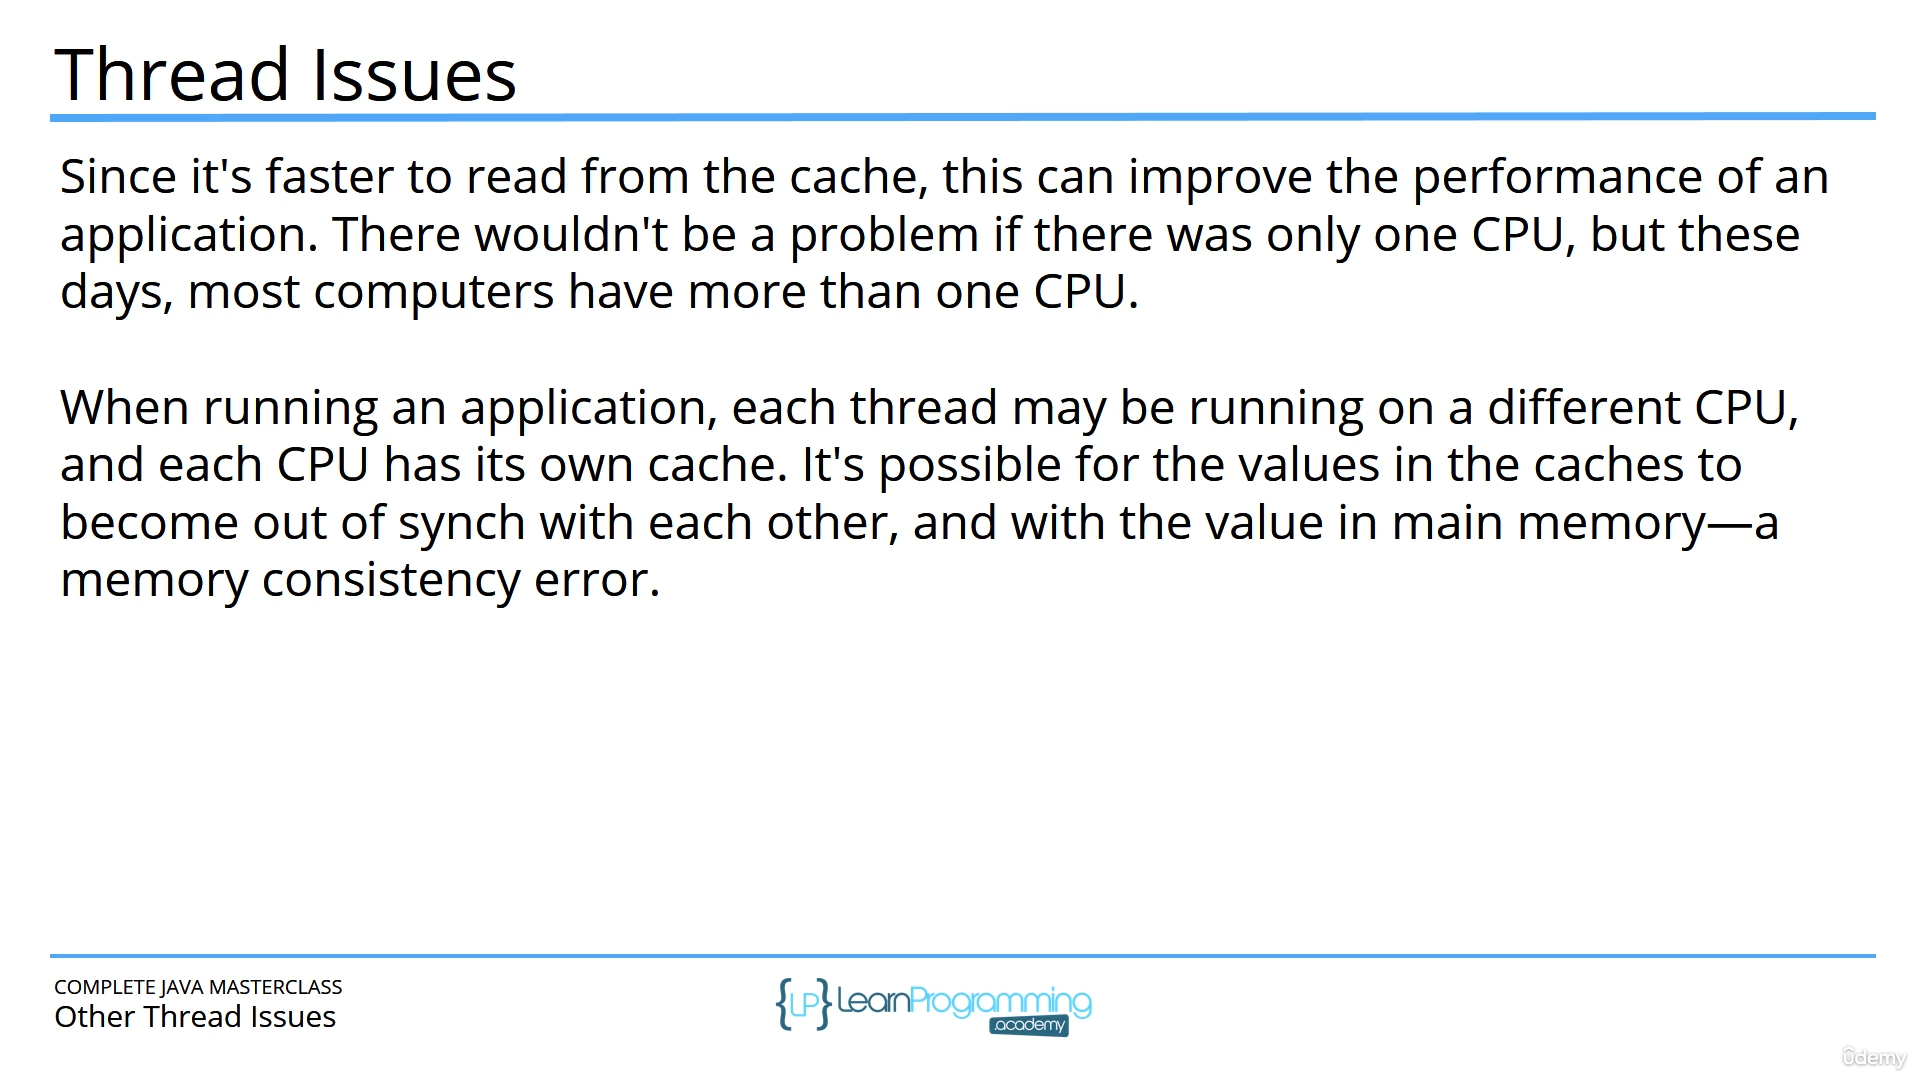 Thread Issues
Since it's faster to read from the cache, this can improve the performance of an
application. There wouldn't be a problem if there was only one CPU, but these
days, most computers have more than one CPU.
When running an application, each thread may be running on a different CPU,
and each CPU has its own cache. It's possible for the values in the caches to
become out of synch with each other, and with the value in main memory—a
memory consistency error.
COMPLETE JAVA MASTERCLASS
Other Thread Issues
{LP} LearnProgramming
.academy
ûdemy